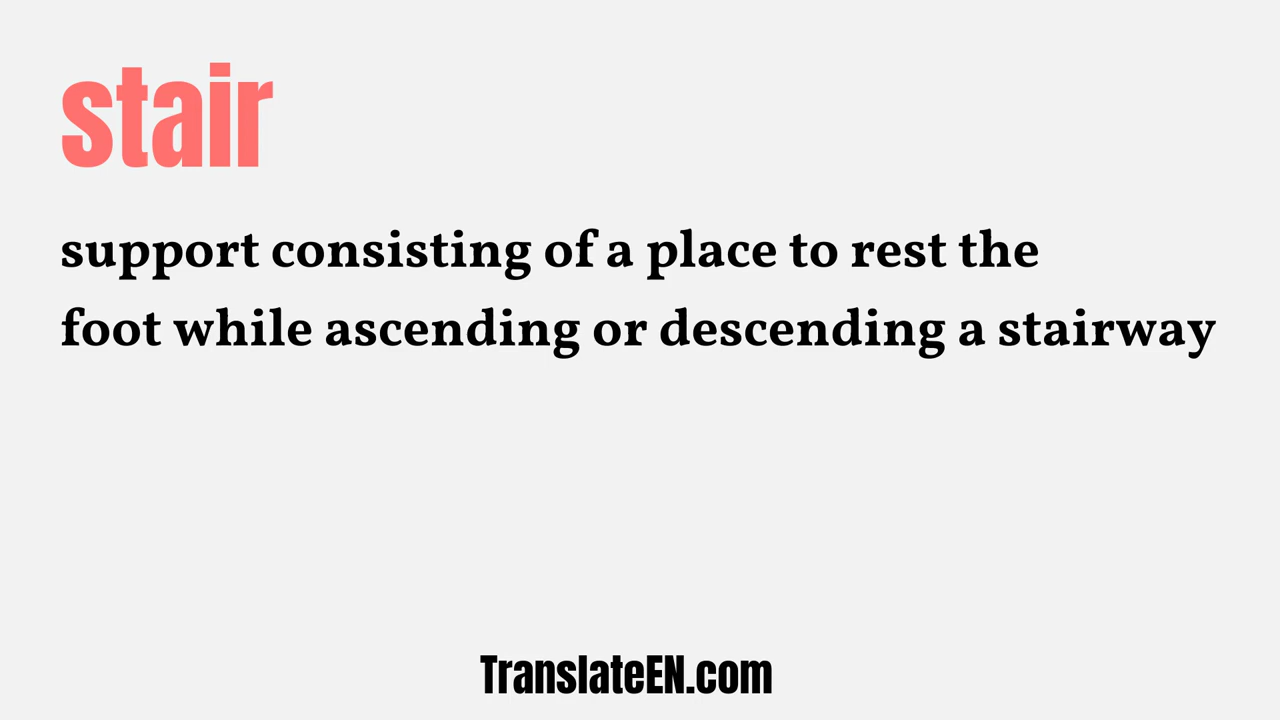 stair
support consisting of a place to rest the
foot while ascending or descending a stairway
TranslateEN.com